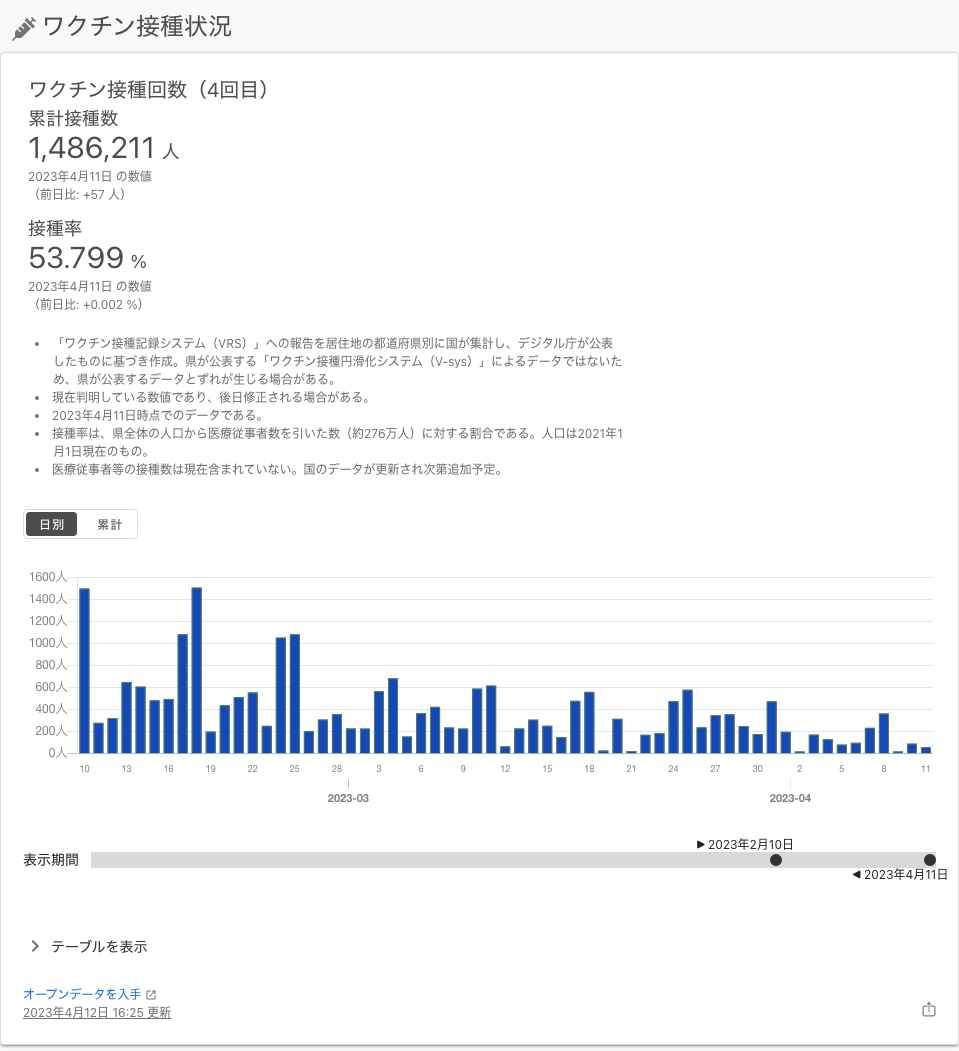 ワクチン接種状況
ワクチン接種回数（4回目）
累計接種数
1,486,211 人
2023年4月11日 の数値
（前日比: +57 人）
接種率
53.799 %
2023年4月11日 の数値
（前日比: +0.002 %）
• 「ワクチン接種記録システム（VRS）」への報告を居住地の都道府県別に国が集計し、デジタル庁が公表
したものに基づき作成。県が公表する「ワクチン接種円滑化システム（V-sys）」によるデータではないた
め、県が公表するデータとずれが生じる場合がある。
• 現在判明している数値であり、後日修正される場合がある。
• 2023年4月11日時点でのデータである。
• 接種率は、県全体の人口から医療従事者数を引いた数（約276万人）に対する割合である。人口は2021年1
月1日現在のもの。
• 医療従事者等の接種数は現在含まれていない。国のデータが更新され次第追加予定。
日別 累計
1600人
1400人
1200人
1000人
800人
600人
400人
200人
0人
10 13 16 19 22 25 28 3 6 9 12 15 18 21 24 27 30 2 5 8 11
2023-03 2023-04
▶ 2023年2月10日
表示期間
◀ 2023年4月11日
テーブルを表示
オープンデータを入手
2023年4月12日 16:25 更新